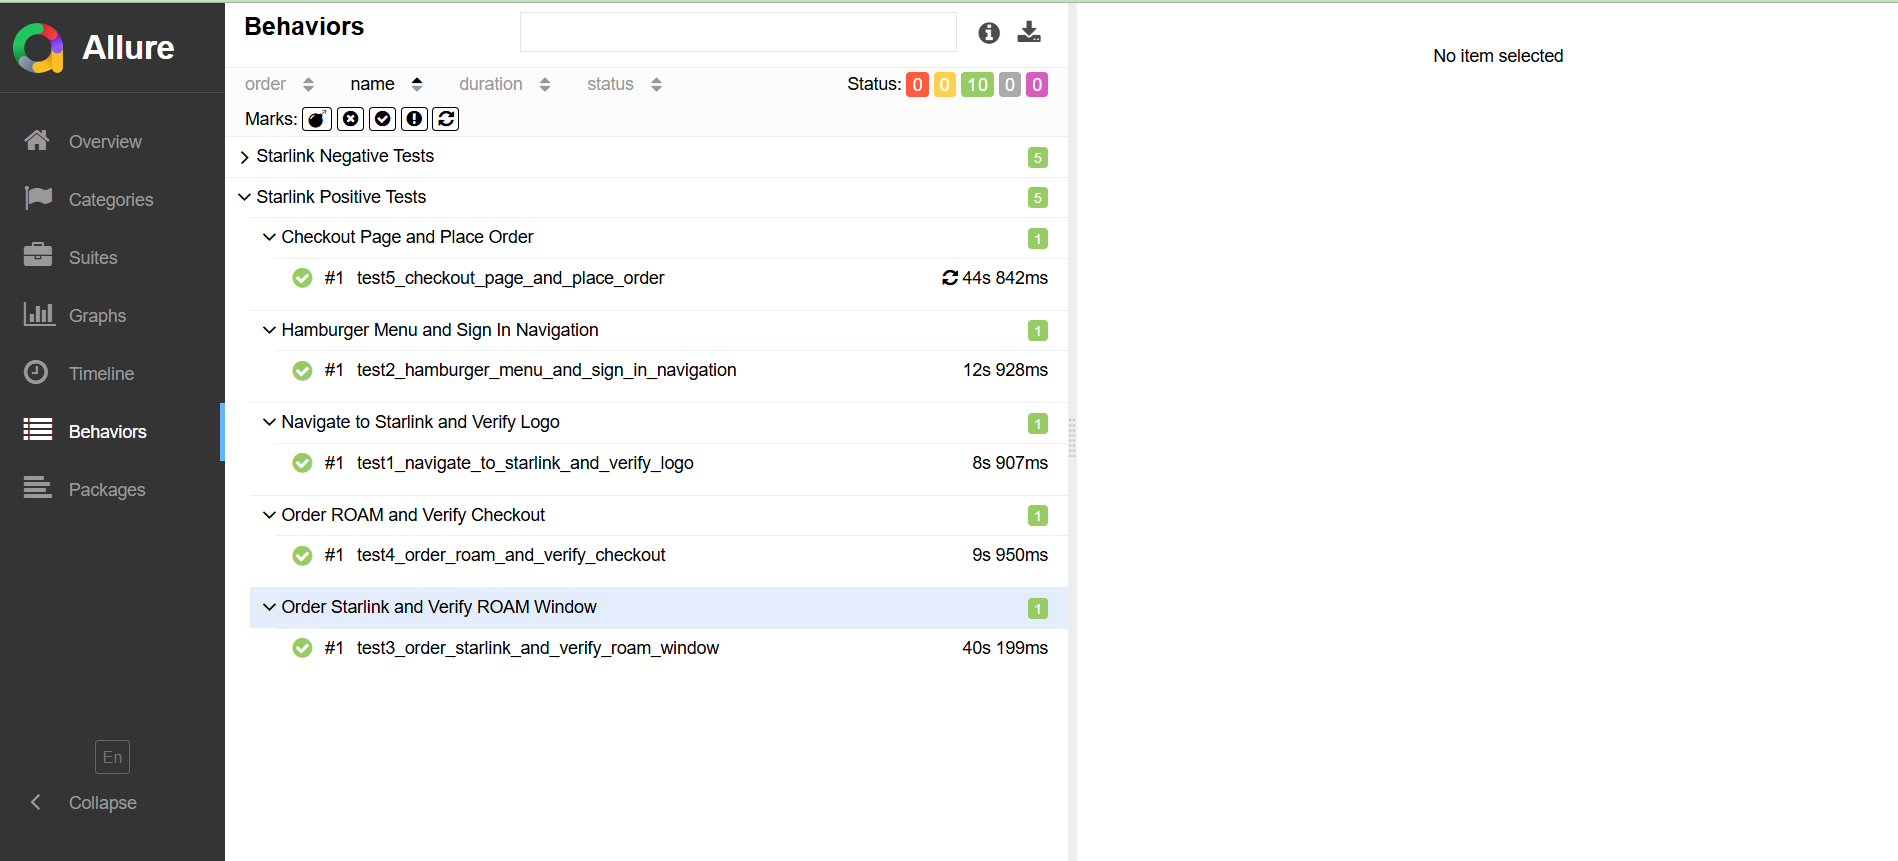 Allure
Overview
Categories
Suites
Graphs
Timeline
Behaviors
Packages
En
Collapse
Behaviors
order name duration status Status: 0 0 10 0 0
Marks:
Starlink Negative Tests 5
Starlink Positive Tests 5
Checkout Page and Place Order 1
#1 test5_checkout_page_and_place_order 44s 842ms
Hamburger Menu and Sign In Navigation 1
#1 test2_hamburger_menu_and_sign_in_navigation 12s 928ms
Navigate to Starlink and Verify Logo 1
#1 test1_navigate_to_starlink_and_verify_logo 8s 907ms
Order ROAM and Verify Checkout 1
#1 test4_order_roam_and_verify_checkout 9s 950ms
Order Starlink and Verify ROAM Window 1
#1 test3_order_starlink_and_verify_roam_window 40s 199ms
No item selected